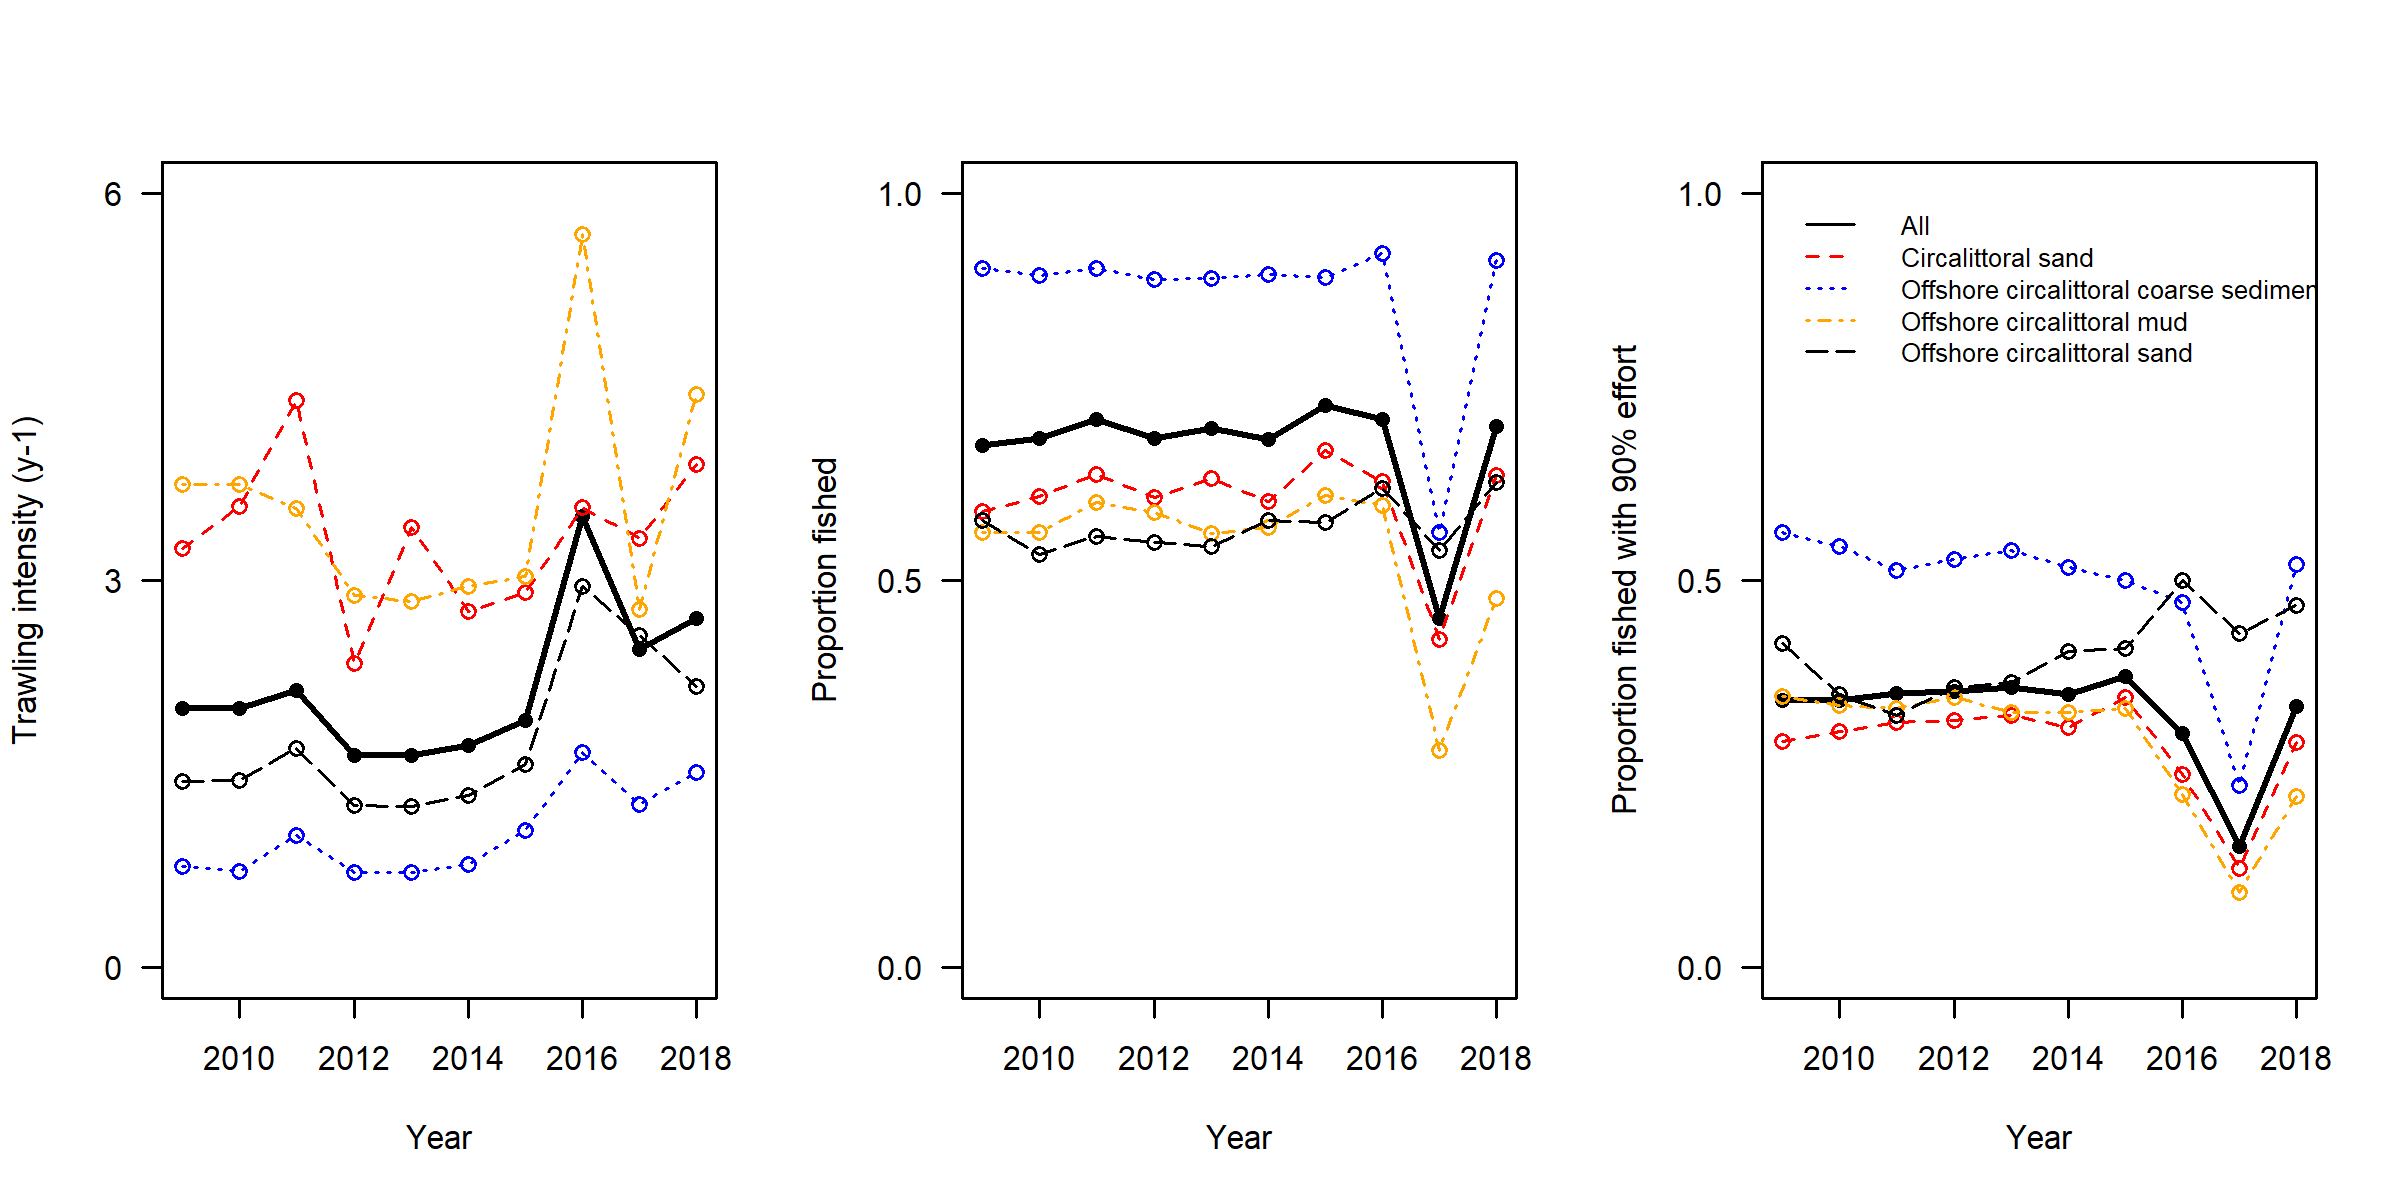 Trawling intensity (y-1)
6
3
0
2010 2012 2014 2016 2018
Year
Proportion fished
1.0
0.5
0.0
2010 2012 2014 2016 2018
Year
Proportion fished with 90% effort
1.0
0.5
0.0
All
Circalittoral sand
Offshore circalittoral coarse sedimen
Offshore circalittoral mud
Offshore circalittoral sand
2010 2012 2014 2016 2018
Year